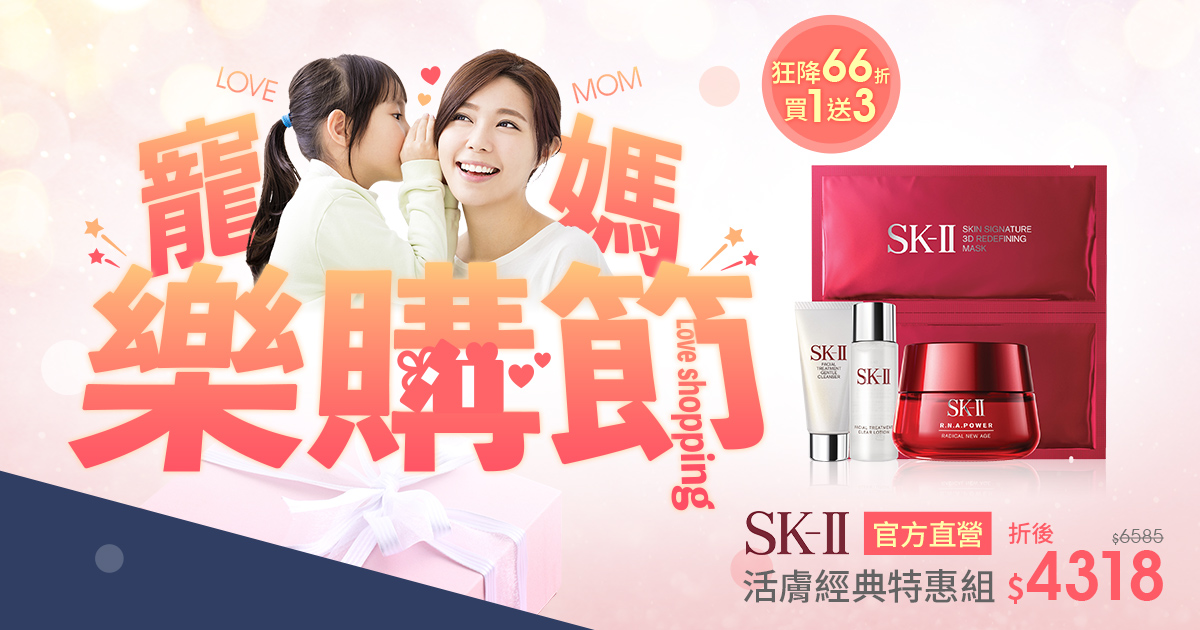 LOVE
MOM
寵媽
樂購節
Love shopping
狂降66折
買1送3
SK-II
SKIN SIGNATURE
3D REDEFINING
MASK
SK-II
FACIAL
TREATMENT
GENTLE
CLEANSER
SK-II
FACIAL TREATMENT
CLEAR LOTION
SK-II
R.N.A.POWER
RADICAL NEW AGE
SK-II 官方直營 折後 $6585
活膚經典特惠組 $4318